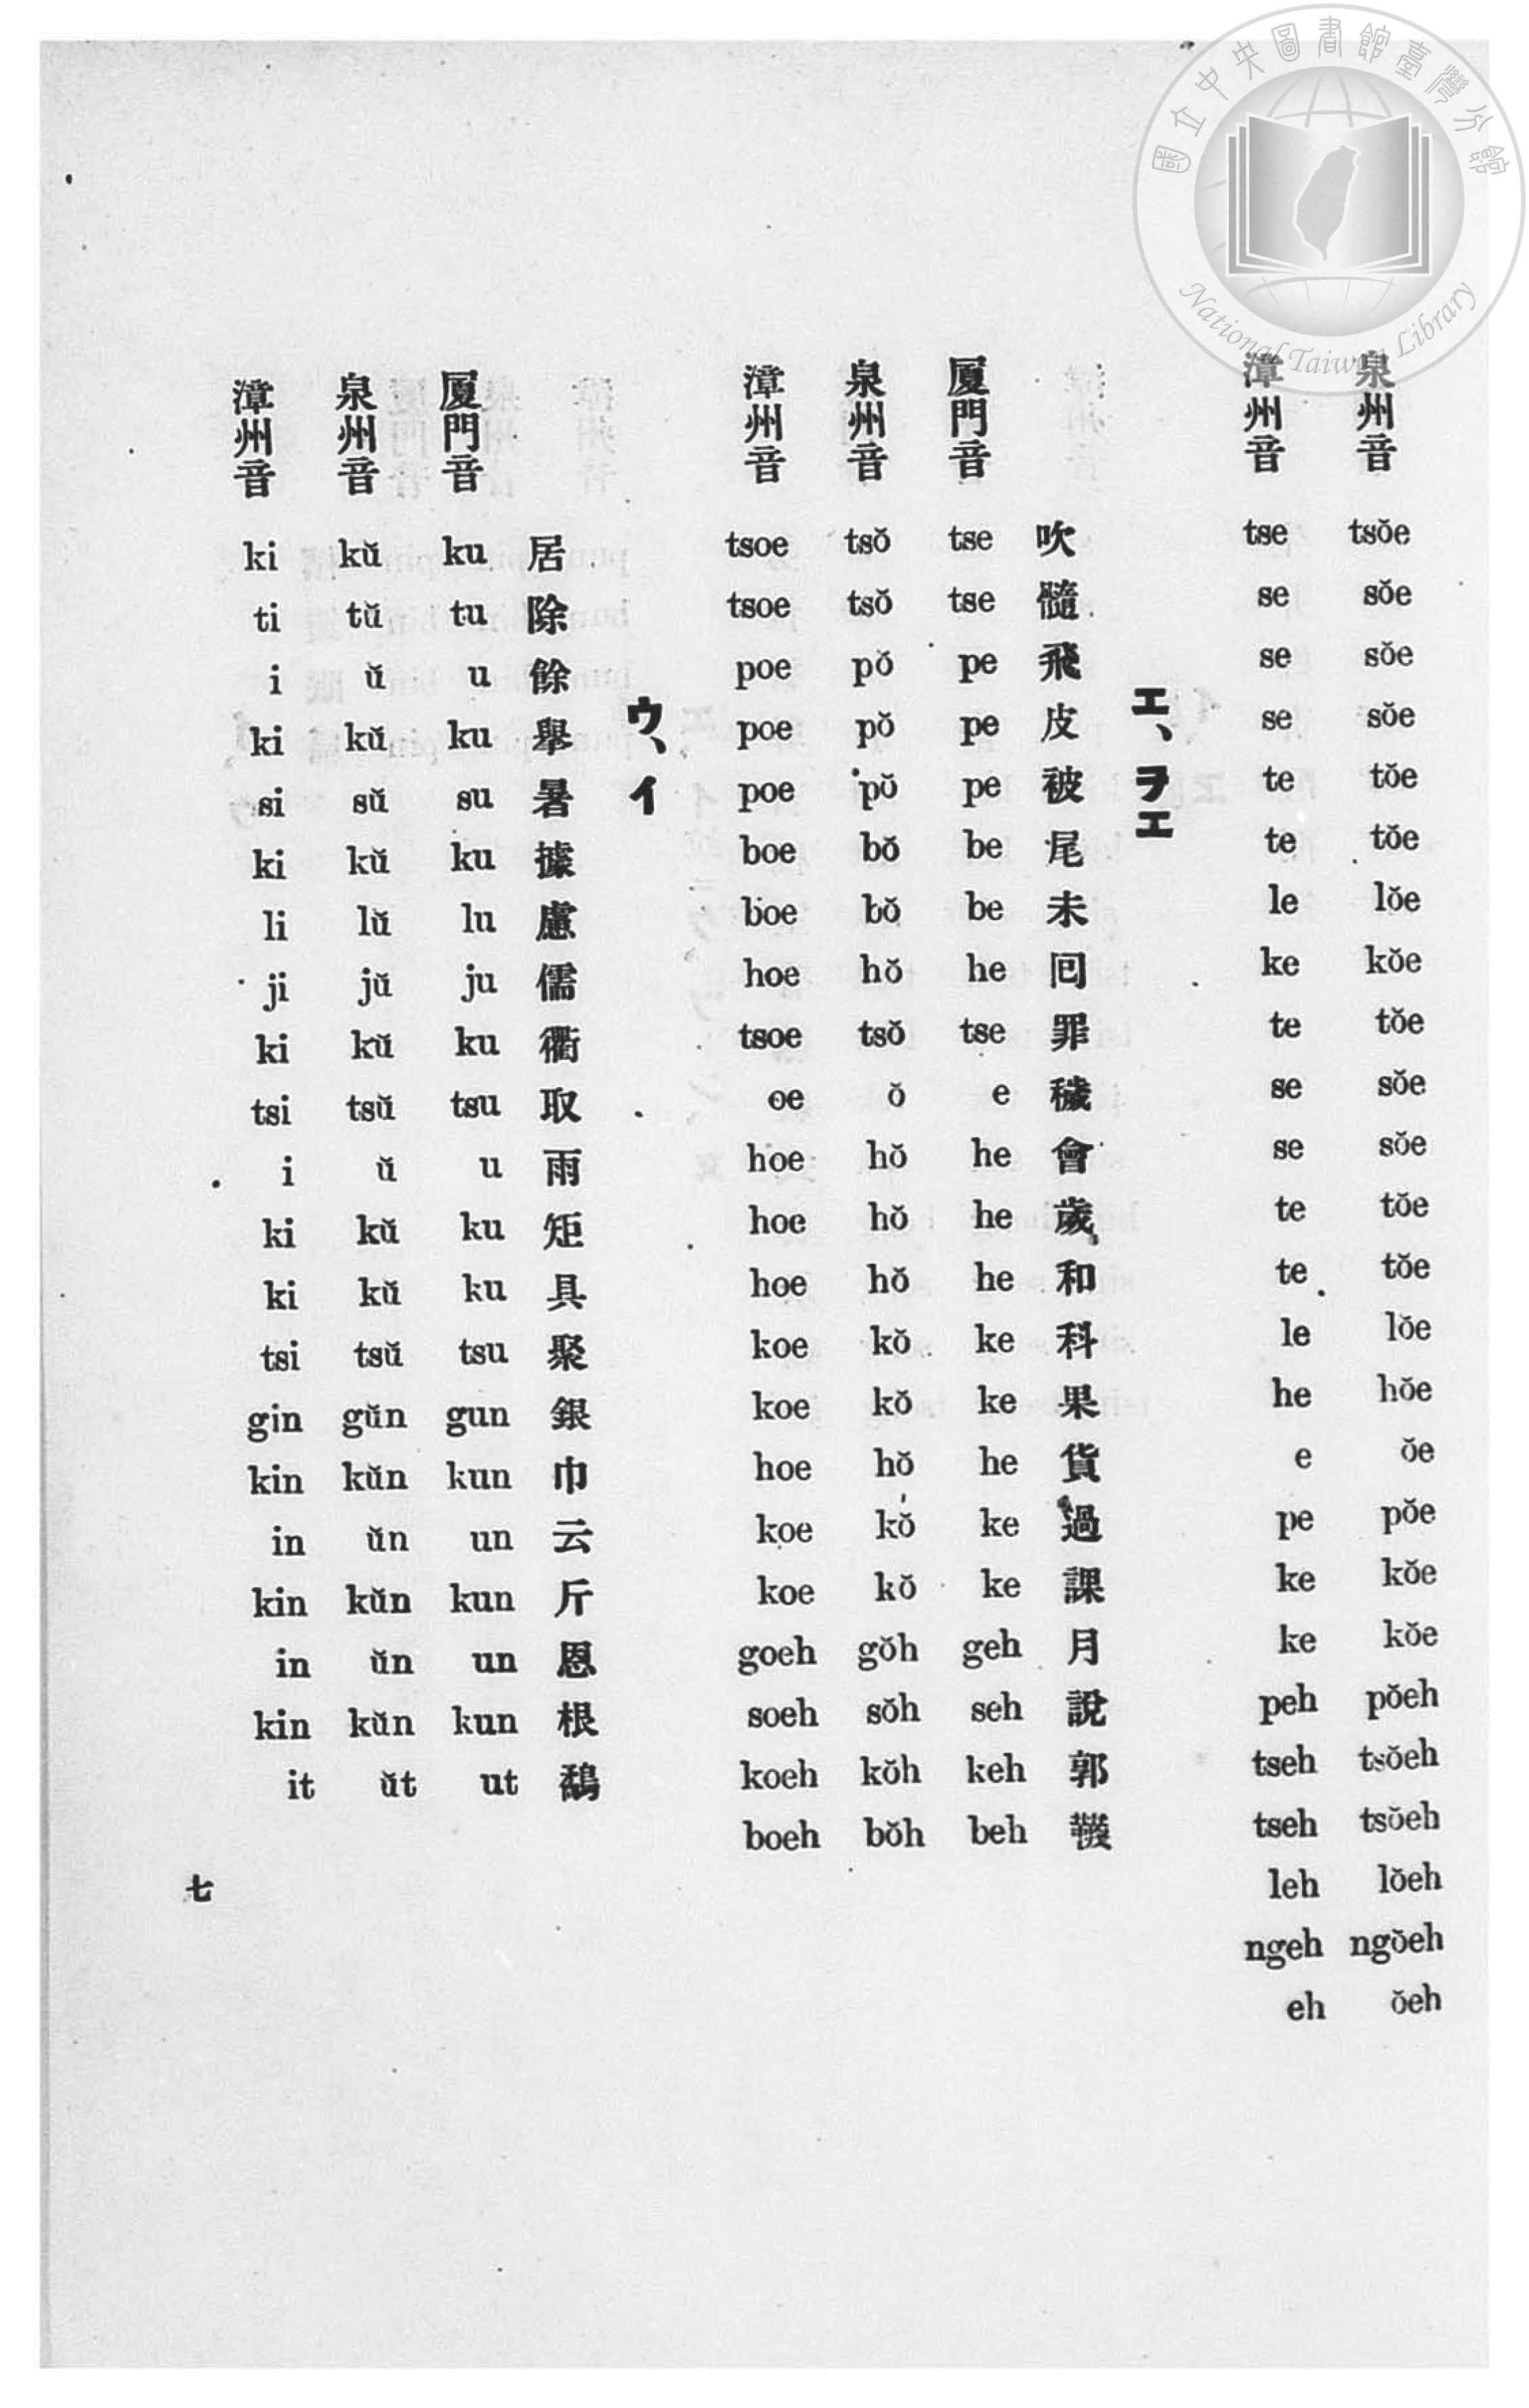 國立中央圖書館臺灣分館
National Taiwan Library
泉州音 tsŏe sŏe sŏe sŏe tŏe tŏe lŏe kŏe tŏe sŏe sŏe tŏe tŏe lŏe hŏe ŏe pŏe kŏe kŏe pŏeh tsŏeh tsŏeh lŏeh ngŏeh ŏeh
漳州音 tse se se se te te le ke te se se te te le he e pe ke ke peh tseh tseh leh ngeh eh
エ、ヲエ
吹髓飛皮被尾未囘罪穢會歲和科果貨過課月說郭襪
厦門音 tse tse pe pe pe be be he tse e he he he ke ke he ke ke geh seh keh beh
泉州音 tsŏ tsŏ pŏ pŏ pŏ bŏ bŏ hŏ tsŏ ŏ hŏ hŏ hŏ kŏ kŏ hŏ kŏ kŏ gŏh sŏh kŏh bŏh
漳州音 tsoe tsoe poe poe poe boe boe hoe tsoe oe hoe hoe hoe koe koe hoe koe koe goeh soeh koeh boeh
ウ、イ
居除餘擧暑據慮儒衢取雨矩具聚銀巾云斤恩根鷸
厦門音 ku tu u ku su ku lu ju ku tsu u ku ku tsu gun kun un kun un kun ut
泉州音 kŭ tŭ ŭ kŭ sŭ kŭ lŭ jŭ kŭ tsŭ ŭ kŭ kŭ tsŭ gŭn kŭn ŭn kŭn ŭn kŭn ŭt
漳州音 ki ti i ki si ki li ji ki tsi i ki ki tsi gin kin in kin in kin it
七